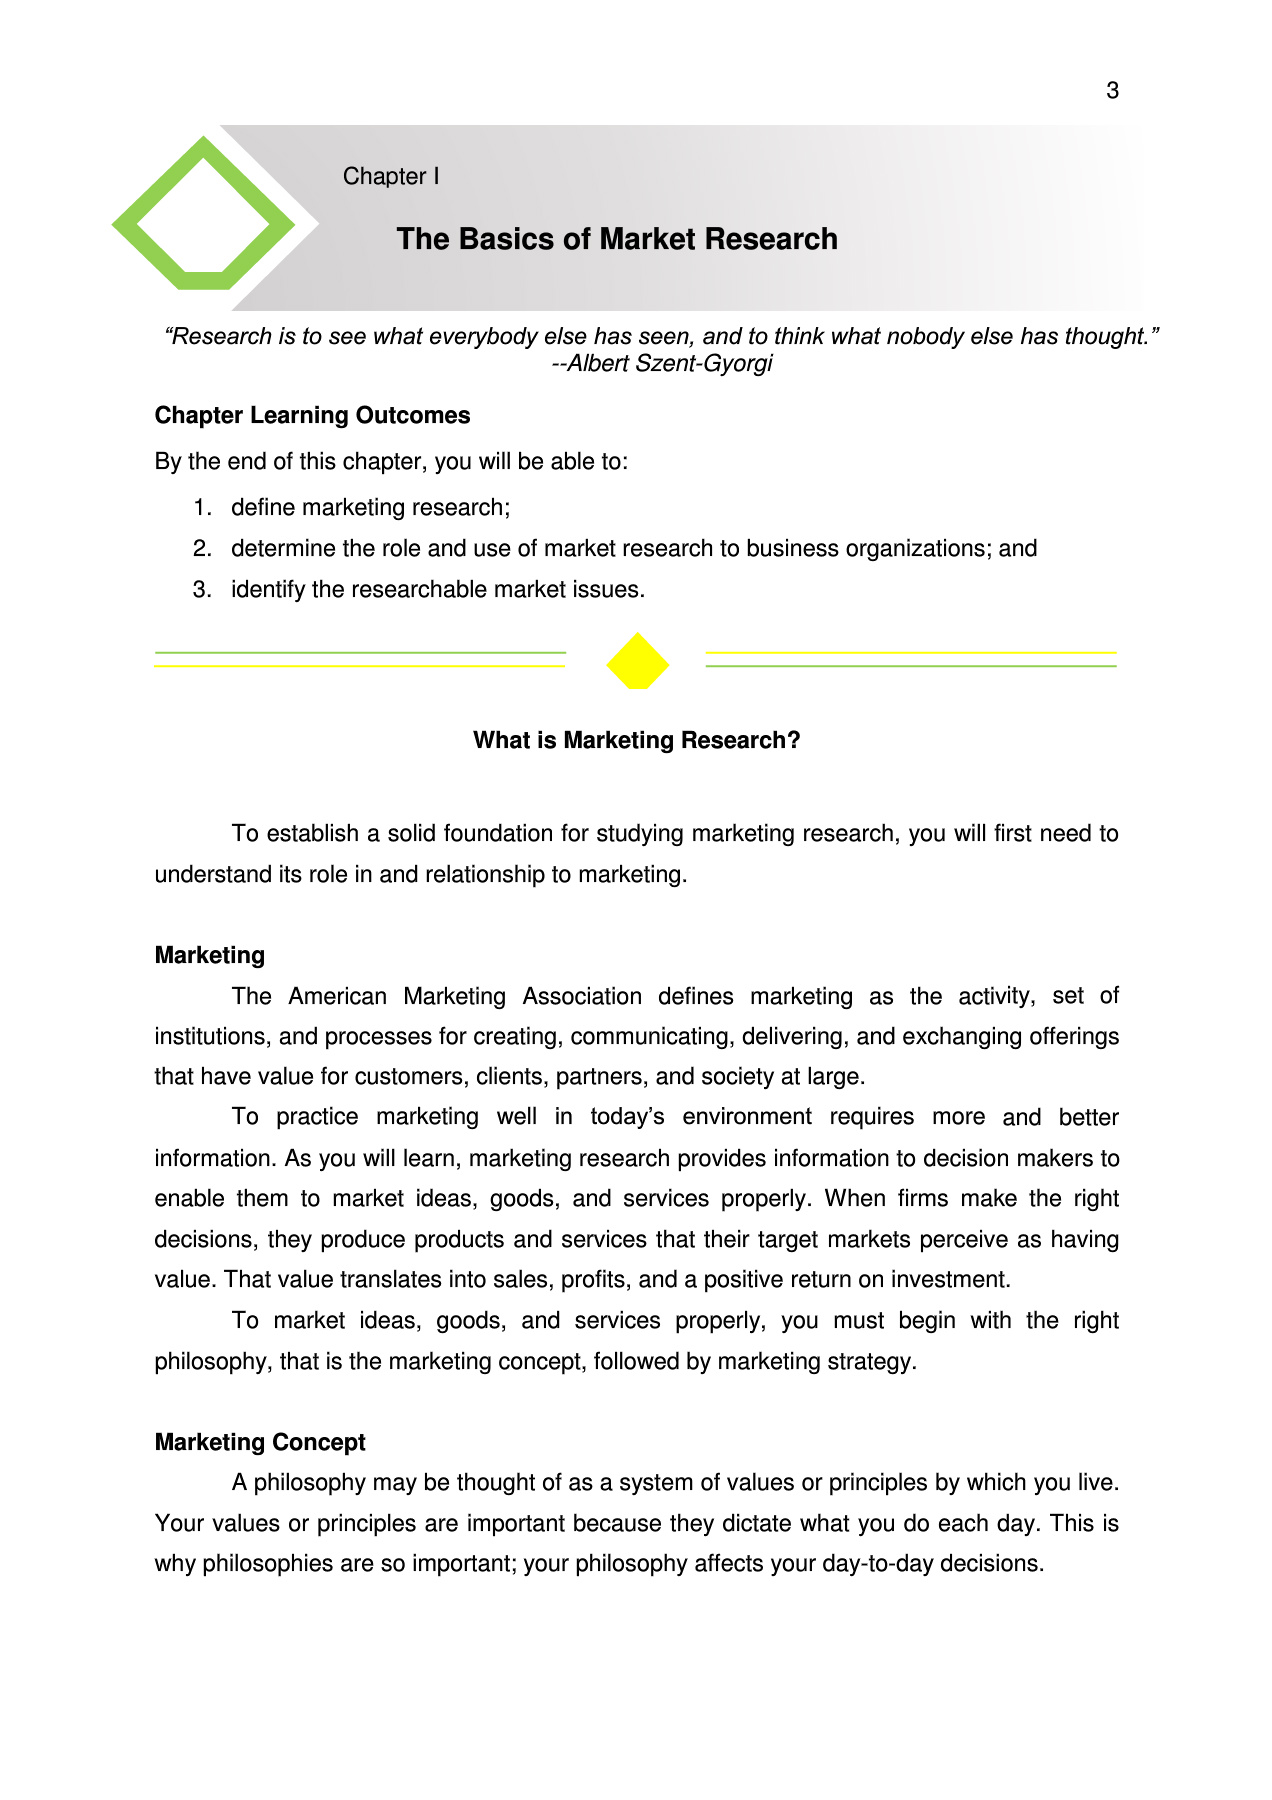 3
Chapter I
The Basics of Market Research
“Research is to see what everybody else has seen, and to think what nobody else has thought.”
--Albert Szent-Gyorgi
Chapter Learning Outcomes
By the end of this chapter, you will be able to:
1. define marketing research;
2. determine the role and use of market research to business organizations; and
3. identify the researchable market issues.
What is Marketing Research?
To establish a solid foundation for studying marketing research, you will first need to
understand its role in and relationship to marketing.
Marketing
The American Marketing Association defines marketing as the activity, set of
institutions, and processes for creating, communicating, delivering, and exchanging offerings
that have value for customers, clients, partners, and society at large.
To practice marketing well in today’s environment requires more and better
information. As you will learn, marketing research provides information to decision makers to
enable them to market ideas, goods, and services properly. When firms make the right
decisions, they produce products and services that their target markets perceive as having
value. That value translates into sales, profits, and a positive return on investment.
To market ideas, goods, and services properly, you must begin with the right
philosophy, that is the marketing concept, followed by marketing strategy.
Marketing Concept
A philosophy may be thought of as a system of values or principles by which you live.
Your values or principles are important because they dictate what you do each day. This is
why philosophies are so important; your philosophy affects your day-to-day decisions.